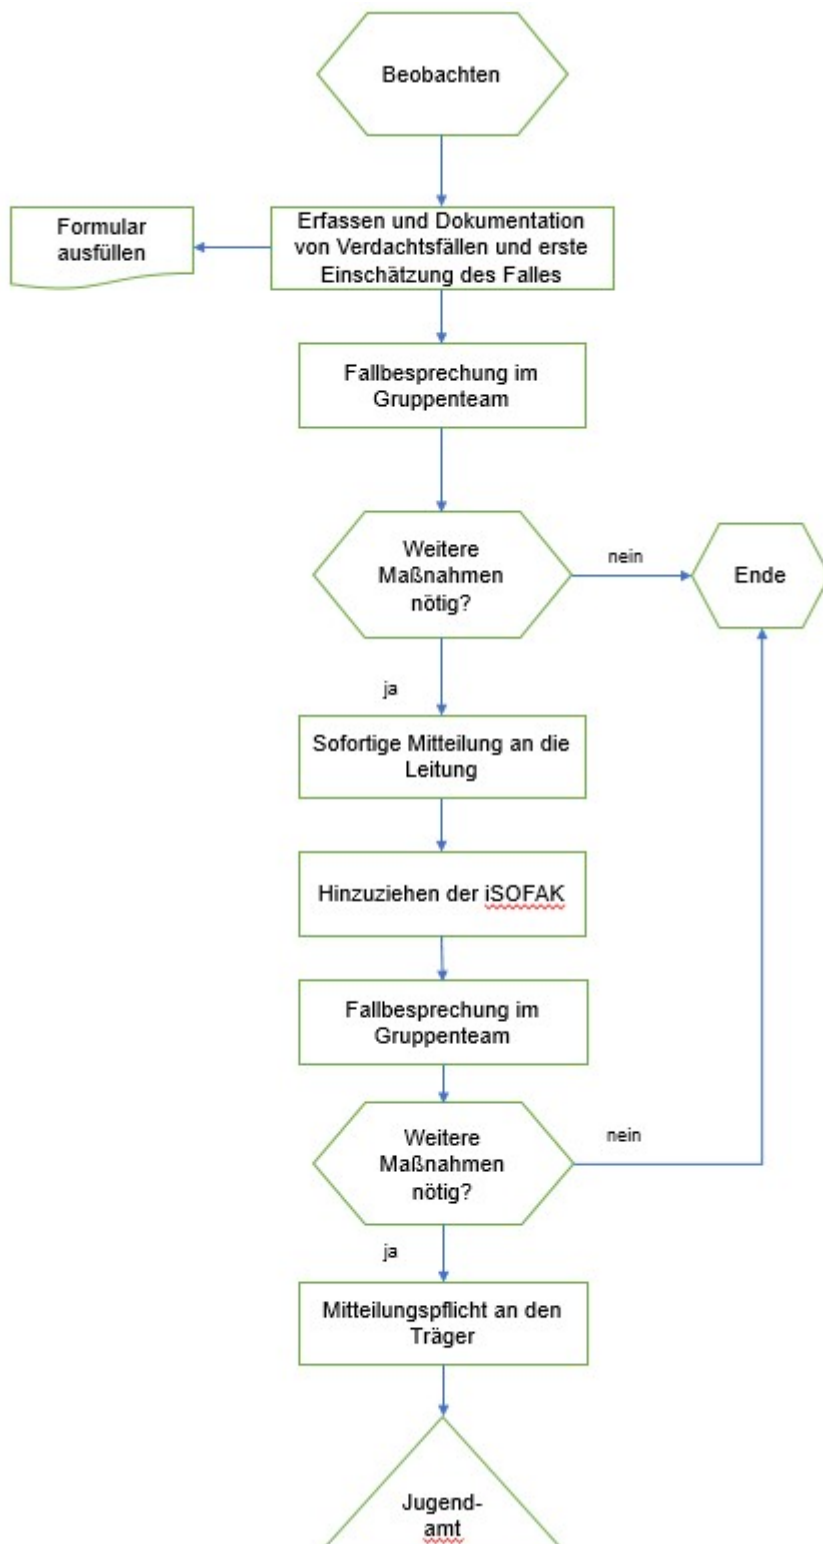 Beobachten
Formular
ausfüllen
Erfassen und Dokumentation
von Verdachtsfällen und erste
Einschätzung des Falles
Fallbesprechung im
Gruppenteam
Weitere
Maßnahmen
nötig?
nein
Ende
ja
Sofortige Mitteilung an die
Leitung
Hinzuziehen der iSOFAK
Fallbesprechung im
Gruppenteam
Weitere
Maßnahmen
nötig?
nein
ja
Mitteilungspflicht an den
Träger
Jugend-
amt